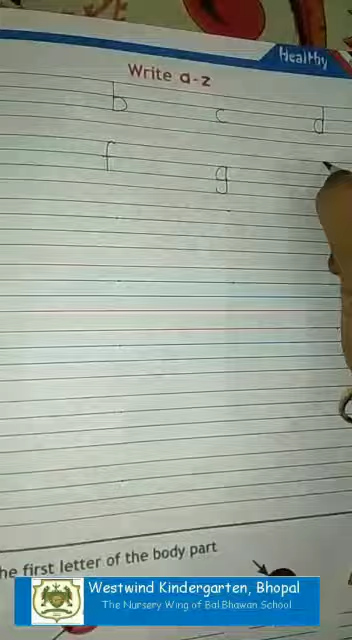 Healthy
Write a-z
b c d
f g
he first letter of the body part
Westwind Kindergarten, Bhopal
The Nursery Wing of Bal Bhawan School